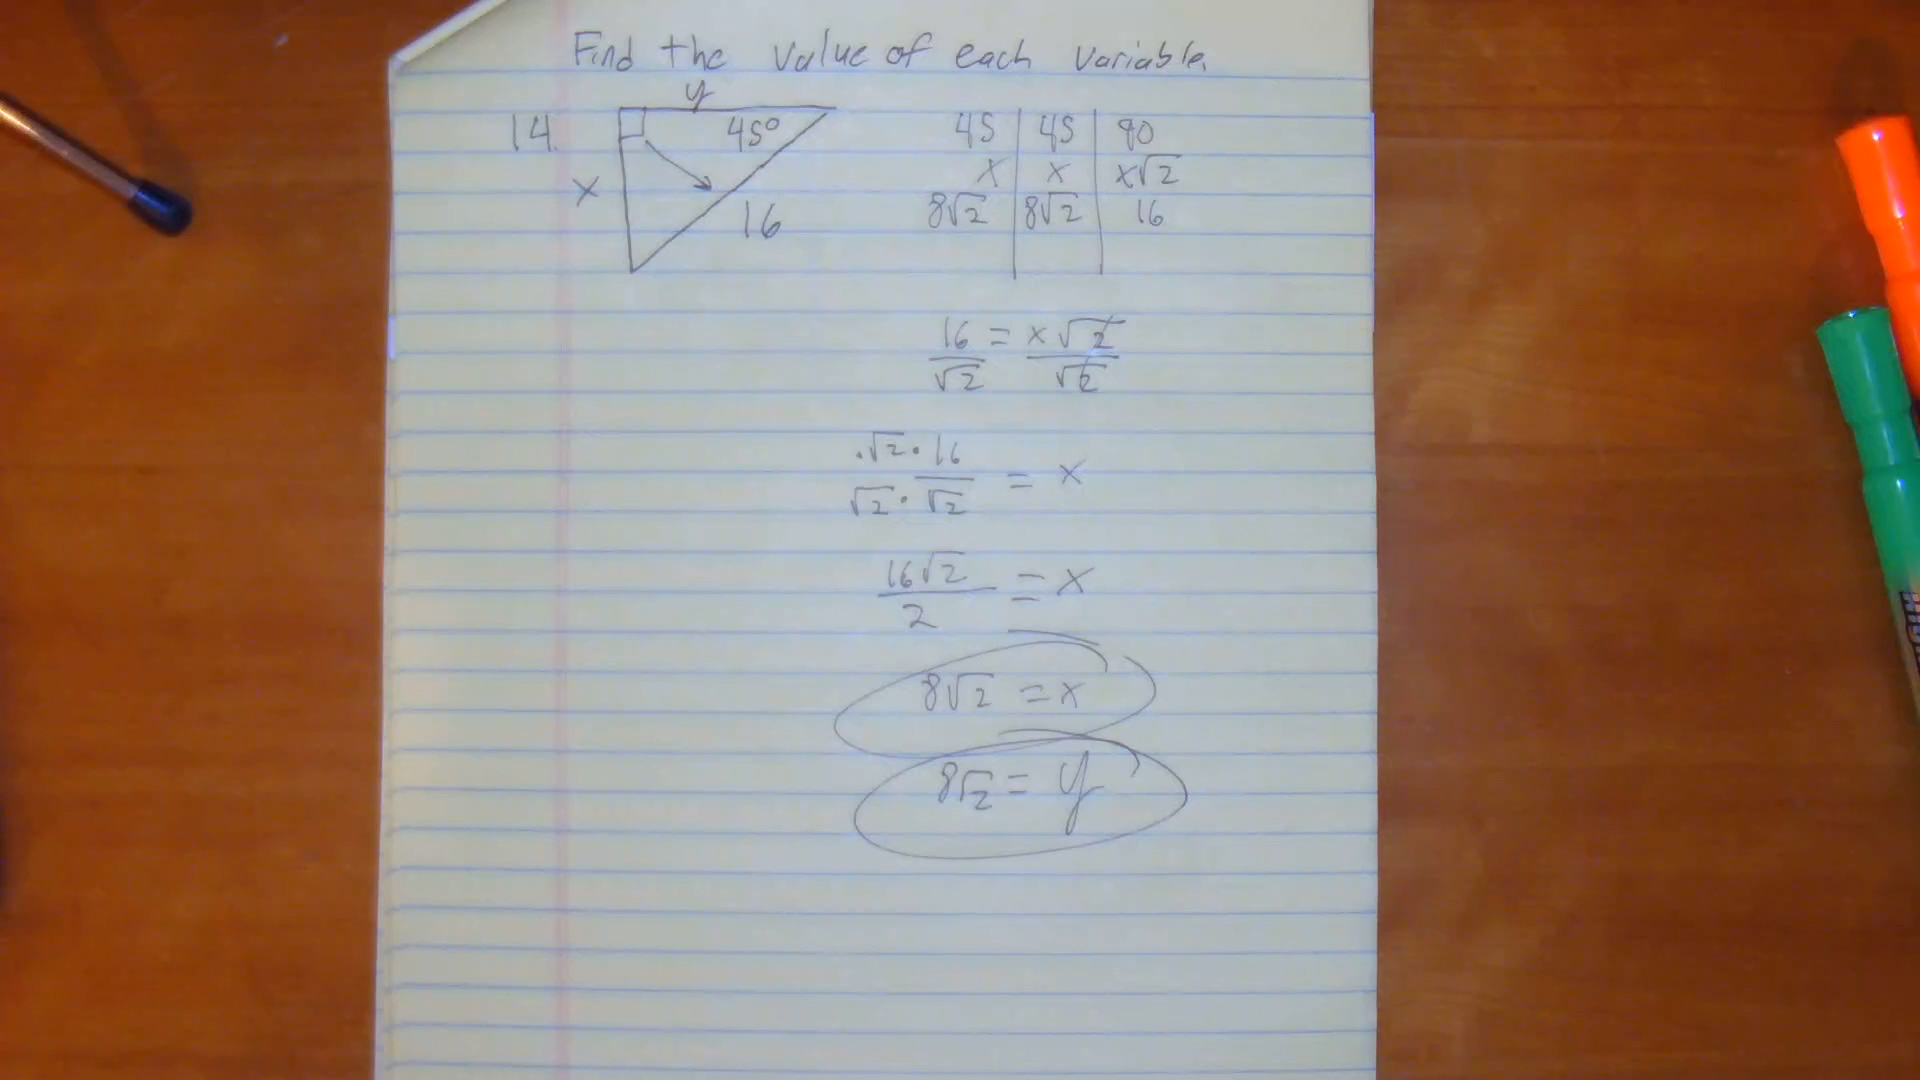 Find the value of each variable.
y
14.
45°
x
16
45 | 45 | 90
x | x | x√2
8√2 | 8√2 | 16
16/√2 = x√2/√2
·√2·16/√2·√2 = x
16√2/2 = x
8√2 = x
8√2 = y